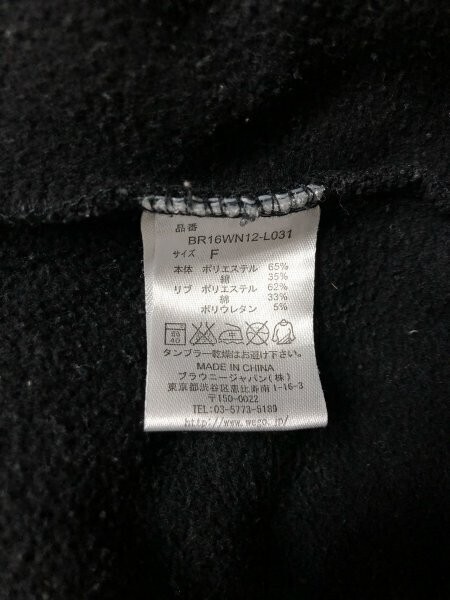 品番
BR16WN12-L031
サイズ F
本体 ポリエステル 65%
綿 35%
リブ ポリエステル 62%
綿 33%
ポリウレタン 5%
40
タンブラー乾燥はお避け下さい。
MADE IN CHINA
ブラウニージャパン(株)
東京都渋谷区恵比寿南1-16-3
〒150-0022
TEL:03-5773-5189
http://www.wego.jp/